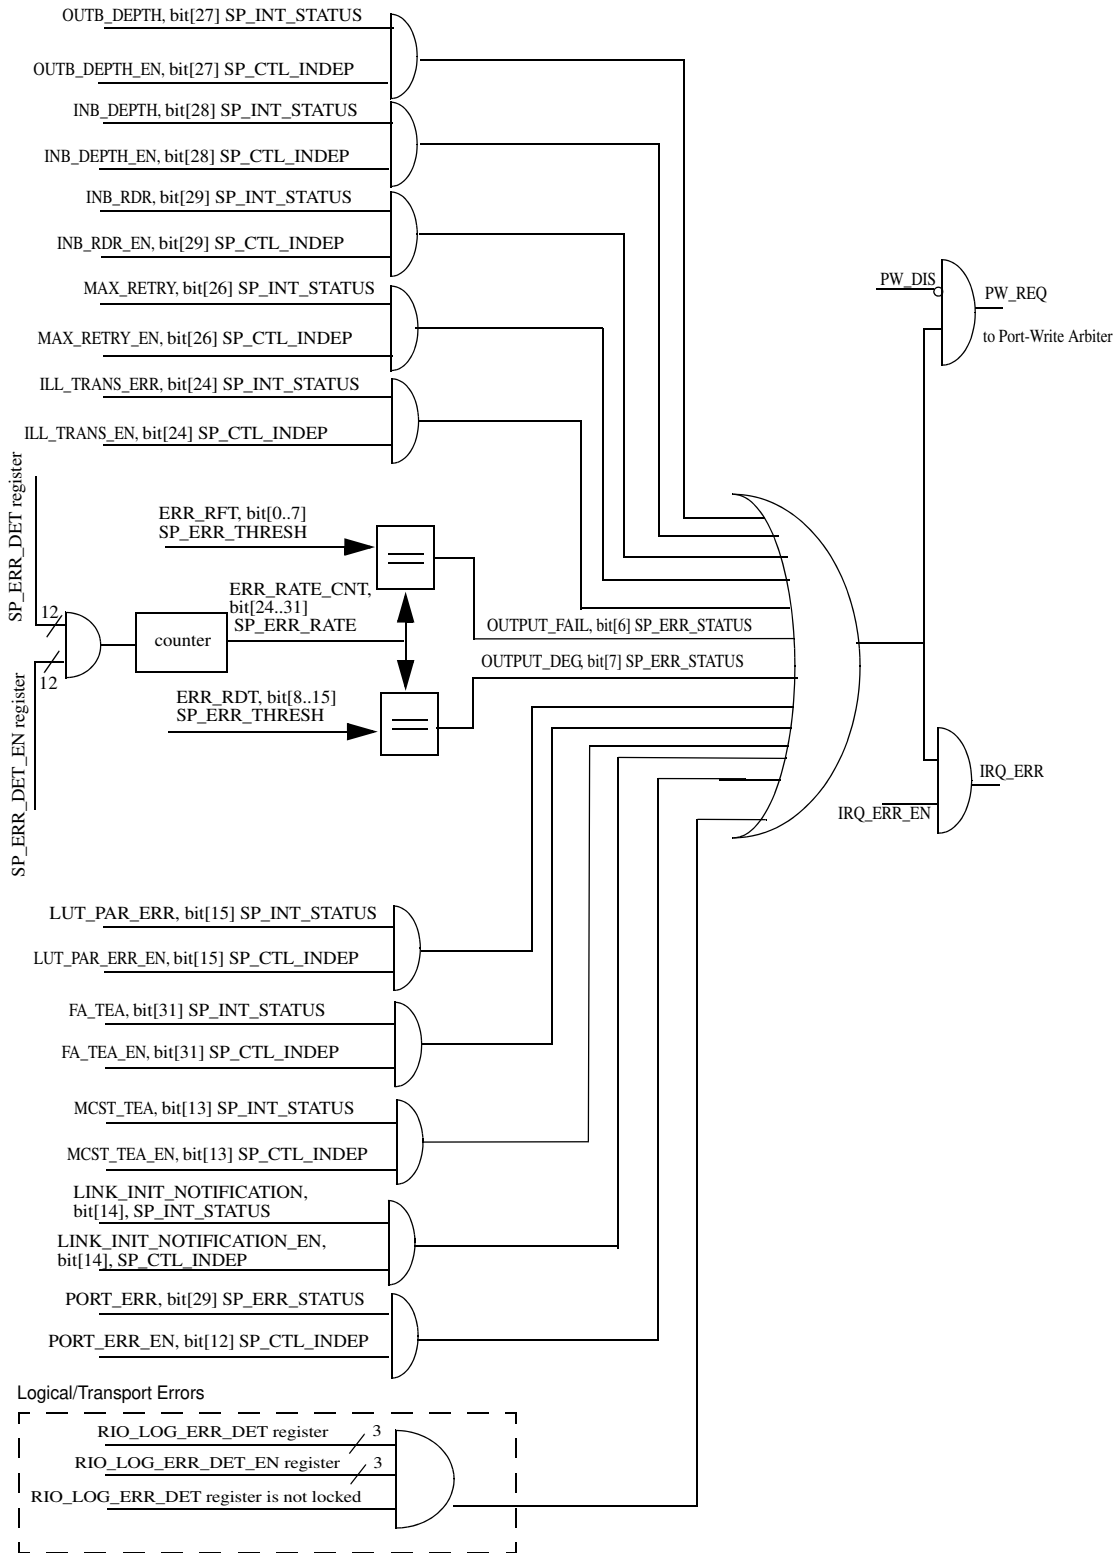 OUTB_DEPTH, bit[27] SP_INT_STATUS
OUTB_DEPTH_EN, bit[27] SP_CTL_INDEP
INB_DEPTH, bit[28] SP_INT_STATUS
INB_DEPTH_EN, bit[28] SP_CTL_INDEP
INB_RDR, bit[29] SP_INT_STATUS
INB_RDR_EN, bit[29] SP_CTL_INDEP
MAX_RETRY, bit[26] SP_INT_STATUS
MAX_RETRY_EN, bit[26] SP_CTL_INDEP
ILL_TRANS_ERR, bit[24] SP_INT_STATUS
ILL_TRANS_EN, bit[24] SP_CTL_INDEP
PW_DIS
PW_REQ
to Port-Write Arbiter
SP_ERR_DET register
12
12
SP_ERR_DET_EN register
counter
ERR_RFT, bit[0..7]
SP_ERR_THRESH
ERR_RATE_CNT,
bit[24..31]
SP_ERR_RATE
ERR_RDT, bit[8..15]
SP_ERR_THRESH
OUTPUT_FAIL, bit[6] SP_ERR_STATUS
OUTPUT_DEG, bit[7] SP_ERR_STATUS
IRQ_ERR
IRQ_ERR_EN
LUT_PAR_ERR, bit[15] SP_INT_STATUS
LUT_PAR_ERR_EN, bit[15] SP_CTL_INDEP
FA_TEA, bit[31] SP_INT_STATUS
FA_TEA_EN, bit[31] SP_CTL_INDEP
MCST_TEA, bit[13] SP_INT_STATUS
MCST_TEA_EN, bit[13] SP_CTL_INDEP
LINK_INIT_NOTIFICATION,
bit[14], SP_INT_STATUS
LINK_INIT_NOTIFICATION_EN,
bit[14], SP_CTL_INDEP
PORT_ERR, bit[29] SP_ERR_STATUS
PORT_ERR_EN, bit[12] SP_CTL_INDEP
Logical/Transport Errors
RIO_LOG_ERR_DET register
3
RIO_LOG_ERR_DET_EN register
3
RIO_LOG_ERR_DET register is not locked